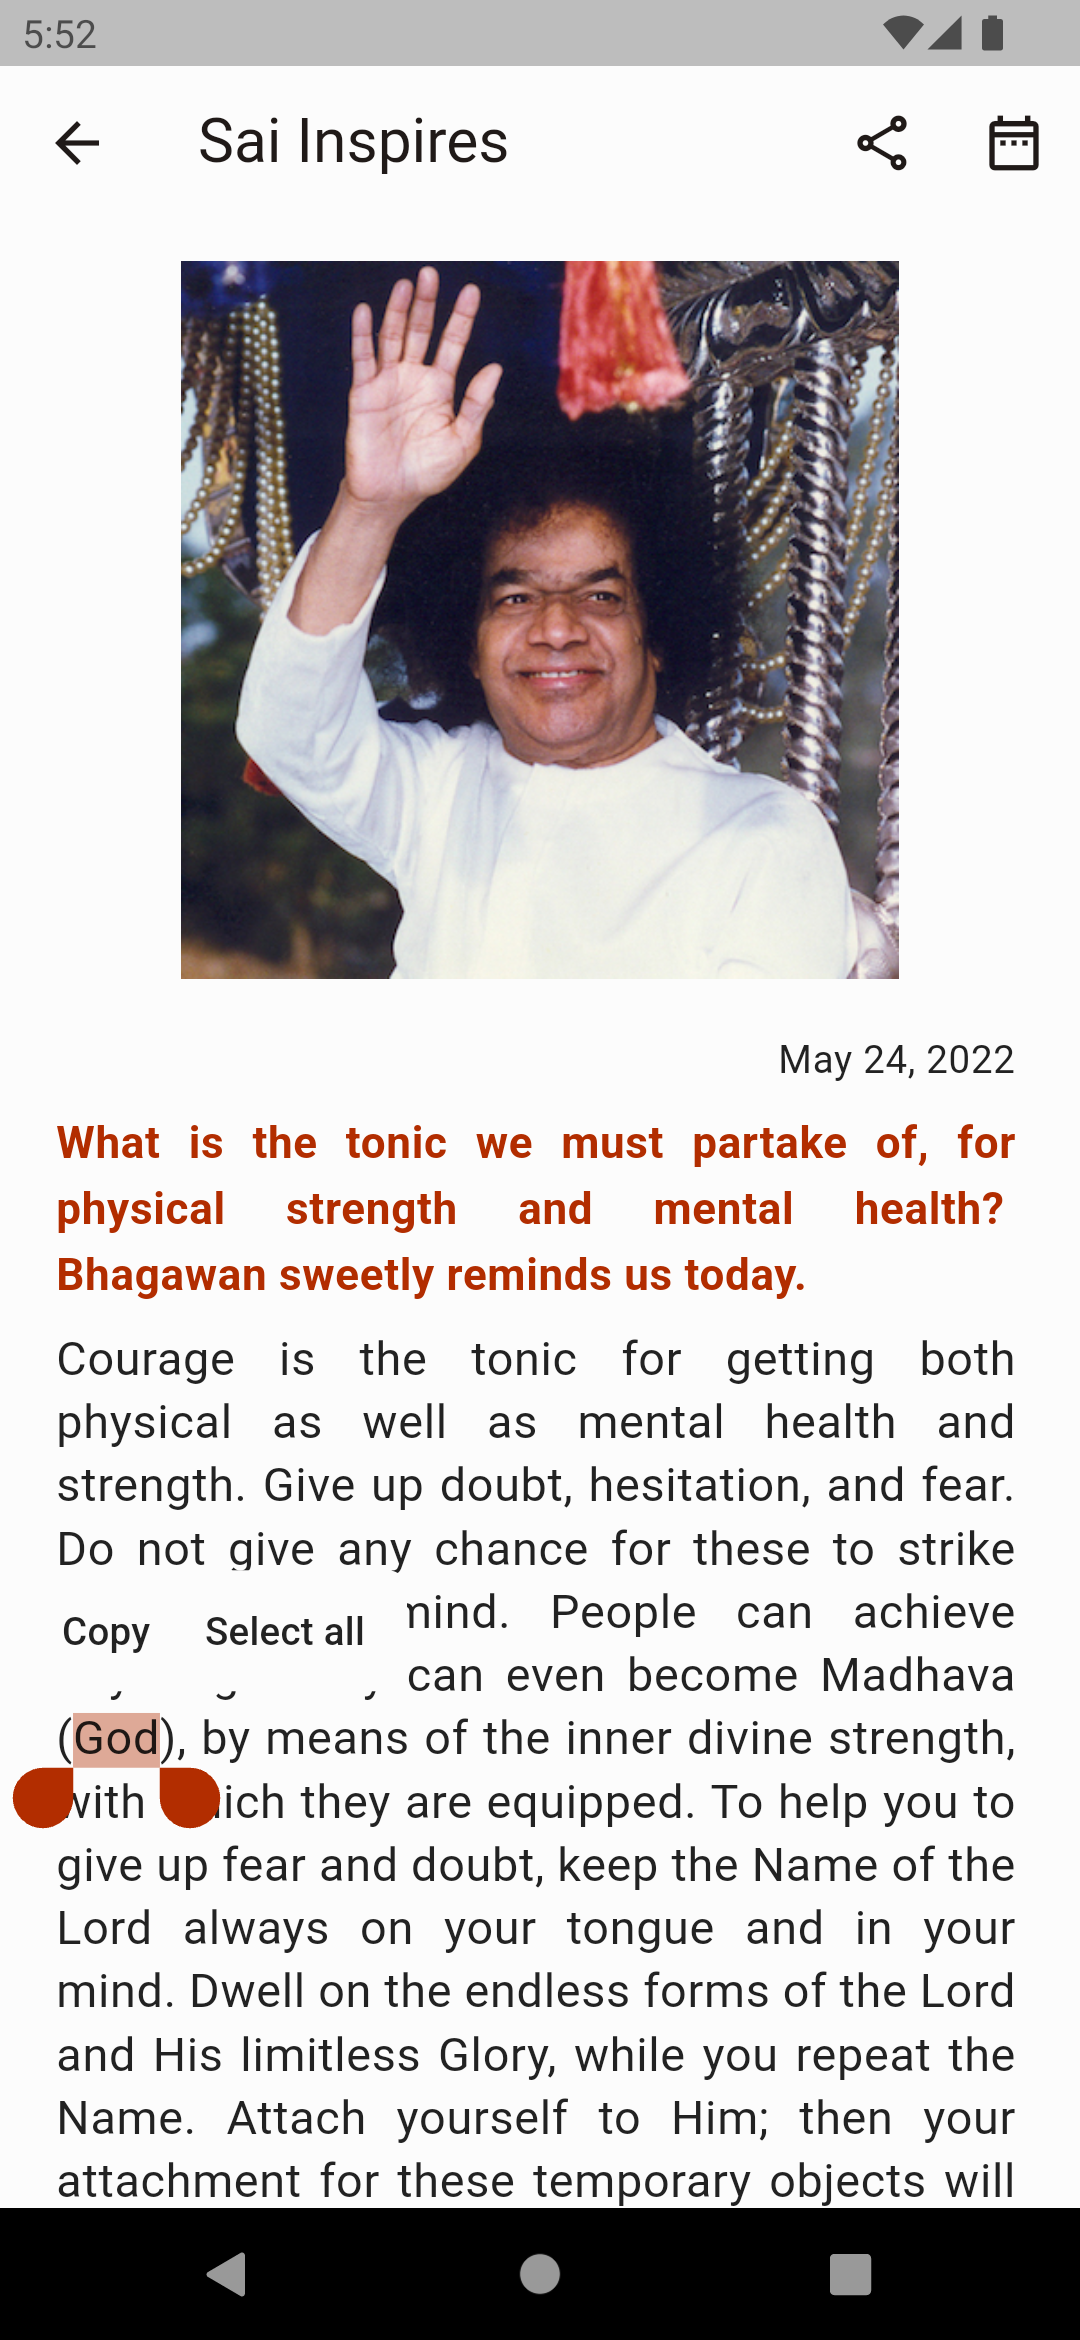 5:52
Sai Inspires
May 24, 2022
What is the tonic we must partake of, for
physical strength and mental health?
Bhagawan sweetly reminds us today.
Courage is the tonic for getting both
physical as well as mental health and
strength. Give up doubt, hesitation, and fear.
Do not give any chance for these to strike
mind. People can achieve
Copy Select all
can even become Madhava
(God), by means of the inner divine strength,
with which they are equipped. To help you to
give up fear and doubt, keep the Name of the
Lord always on your tongue and in your
mind. Dwell on the endless forms of the Lord
and His limitless Glory, while you repeat the
Name. Attach yourself to Him; then your
attachment for these temporary objects will